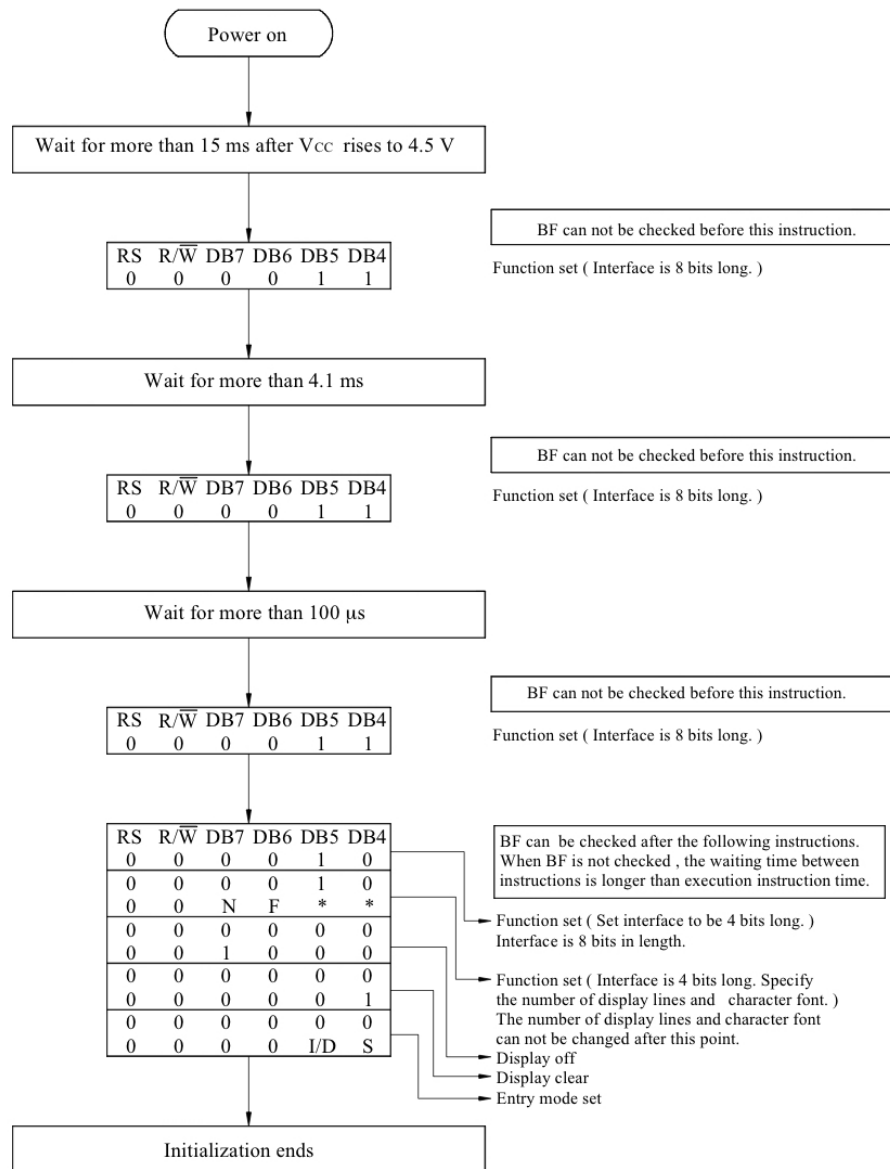 Power on
Wait for more than 15 ms after VCC rises to 4.5 V
BF can not be checked before this instruction.
RS R/W̅ DB7 DB6 DB5 DB4
0 0 0 0 1 1
Function set ( Interface is 8 bits long. )
Wait for more than 4.1 ms
BF can not be checked before this instruction.
RS R/W̅ DB7 DB6 DB5 DB4
0 0 0 0 1 1
Function set ( Interface is 8 bits long. )
Wait for more than 100 µs
BF can not be checked before this instruction.
RS R/W̅ DB7 DB6 DB5 DB4
0 0 0 0 1 1
Function set ( Interface is 8 bits long. )
RS R/W̅ DB7 DB6 DB5 DB4
0 0 0 0 1 0
0 0 0 0 1 0
0 0 N F * *
0 0 0 0 0 0
0 0 1 0 0 0
0 0 0 0 0 0
0 0 0 0 0 1
0 0 0 0 0 0
0 0 0 0 I/D S
BF can be checked after the following instructions.
When BF is not checked , the waiting time between
instructions is longer than execution instruction time.
Function set ( Set interface to be 4 bits long. )
Interface is 8 bits in length.
Function set ( Interface is 4 bits long. Specify
the number of display lines and character font. )
The number of display lines and character font
can not be changed after this point.
Display off
Display clear
Entry mode set
Initialization ends